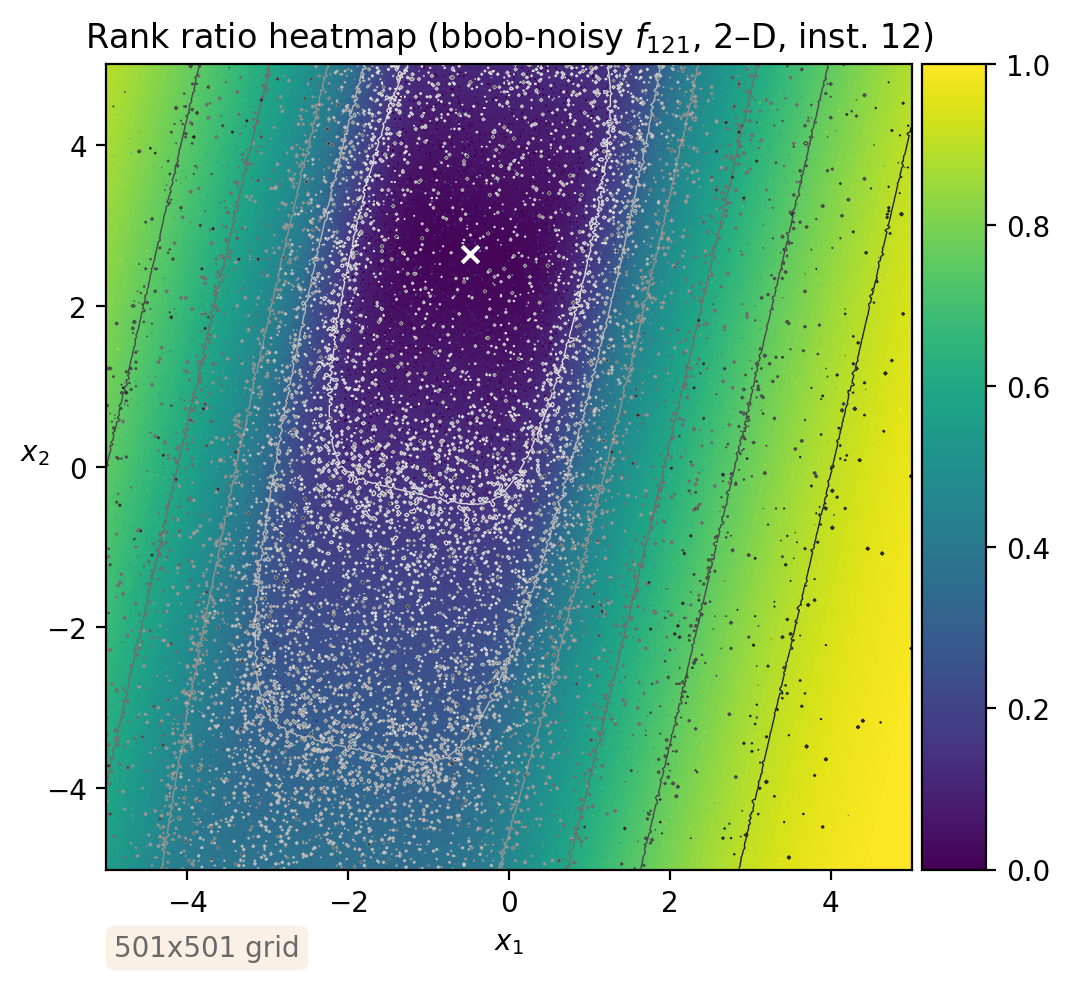 Rank ratio heatmap (bbob-noisy f₁₂₁, 2–D, inst. 12)
1.0
0.8
0.6
0.4
0.2
0.0
4
2
0
−2
−4
x₂
−4 −2 0 2 4
x₁
501x501 grid